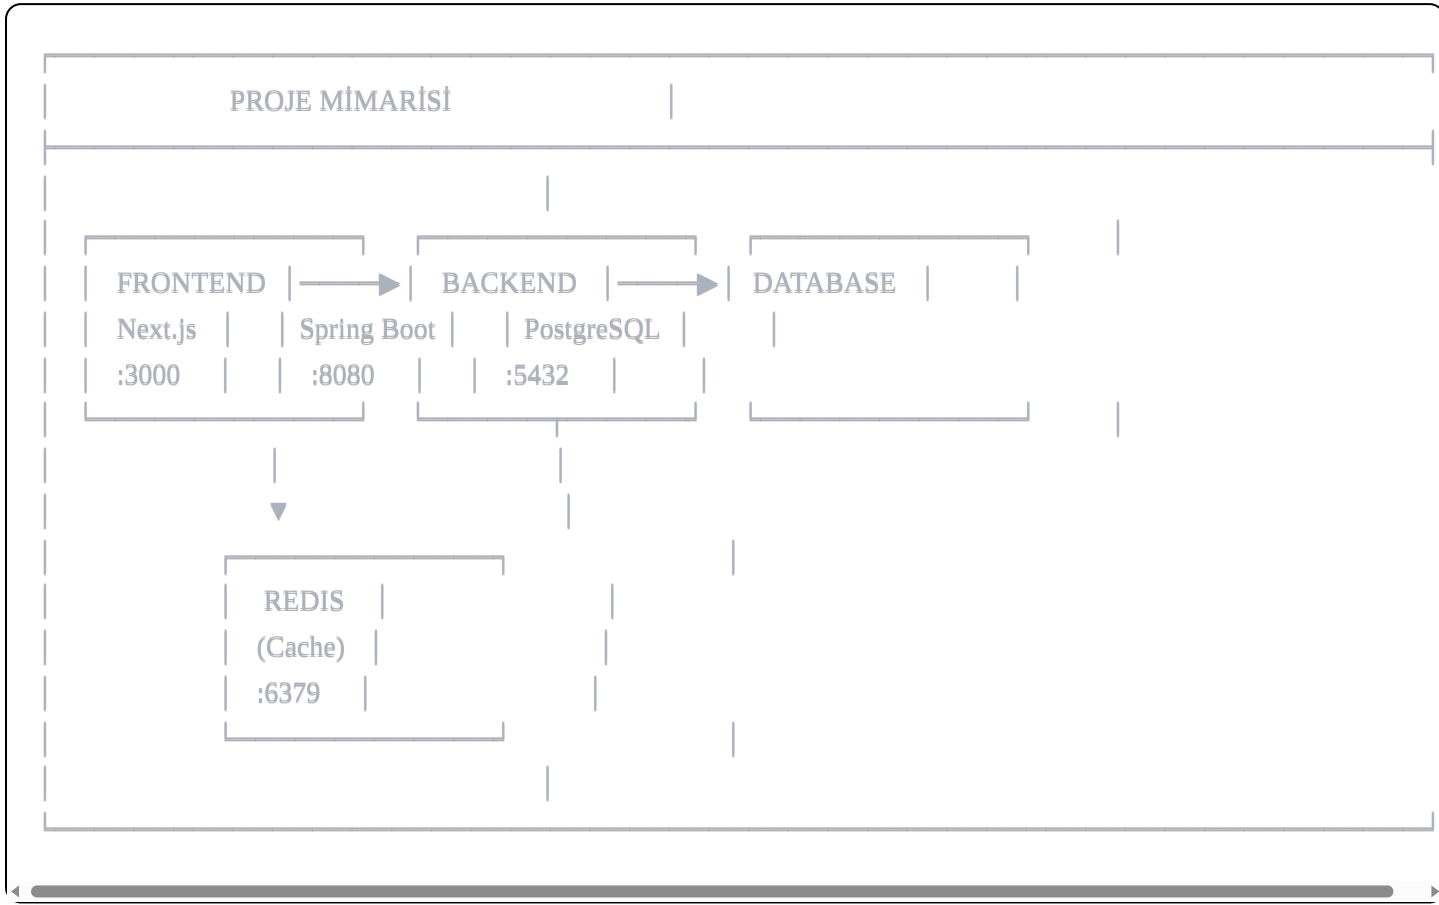 PROJE MİMARİSİ
FRONTEND BACKEND DATABASE
Next.js Spring Boot PostgreSQL
:3000 :8080 :5432
REDIS
(Cache)
:6379